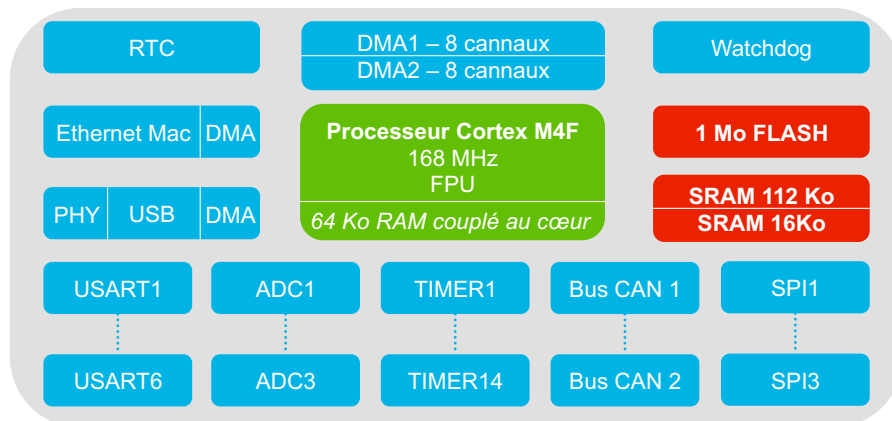 RTC
DMA1 – 8 cannaux
DMA2 – 8 cannaux
Watchdog
Ethernet Mac DMA
Processeur Cortex M4F
168 MHz
FPU
64 Ko RAM couplé au cœur
1 Mo FLASH
PHY USB DMA
SRAM 112 Ko
SRAM 16Ko
USART1 ADC1 TIMER1 Bus CAN 1 SPI1
USART6 ADC3 TIMER14 Bus CAN 2 SPI3